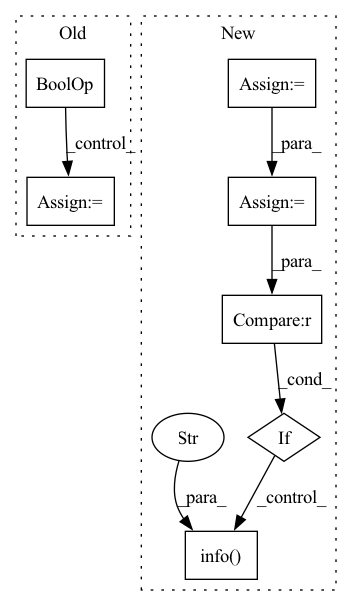 Old
New
BoolOp
Assign:=
_control_
_para_
Assign:=
Assign:=
_para_
Compare:r
_cond_
Str
If
_para_
_control_
info()